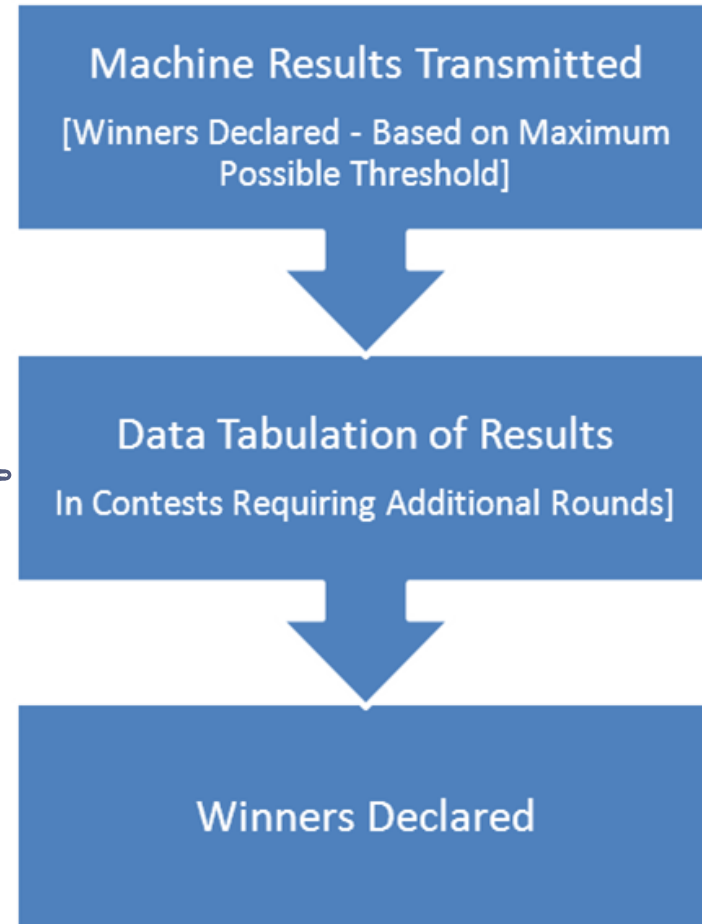 Machine Results Transmitted
[Winners Declared - Based on Maximum
Possible Threshold]
Data Tabulation of Results
In Contests Requiring Additional Rounds]
Winners Declared